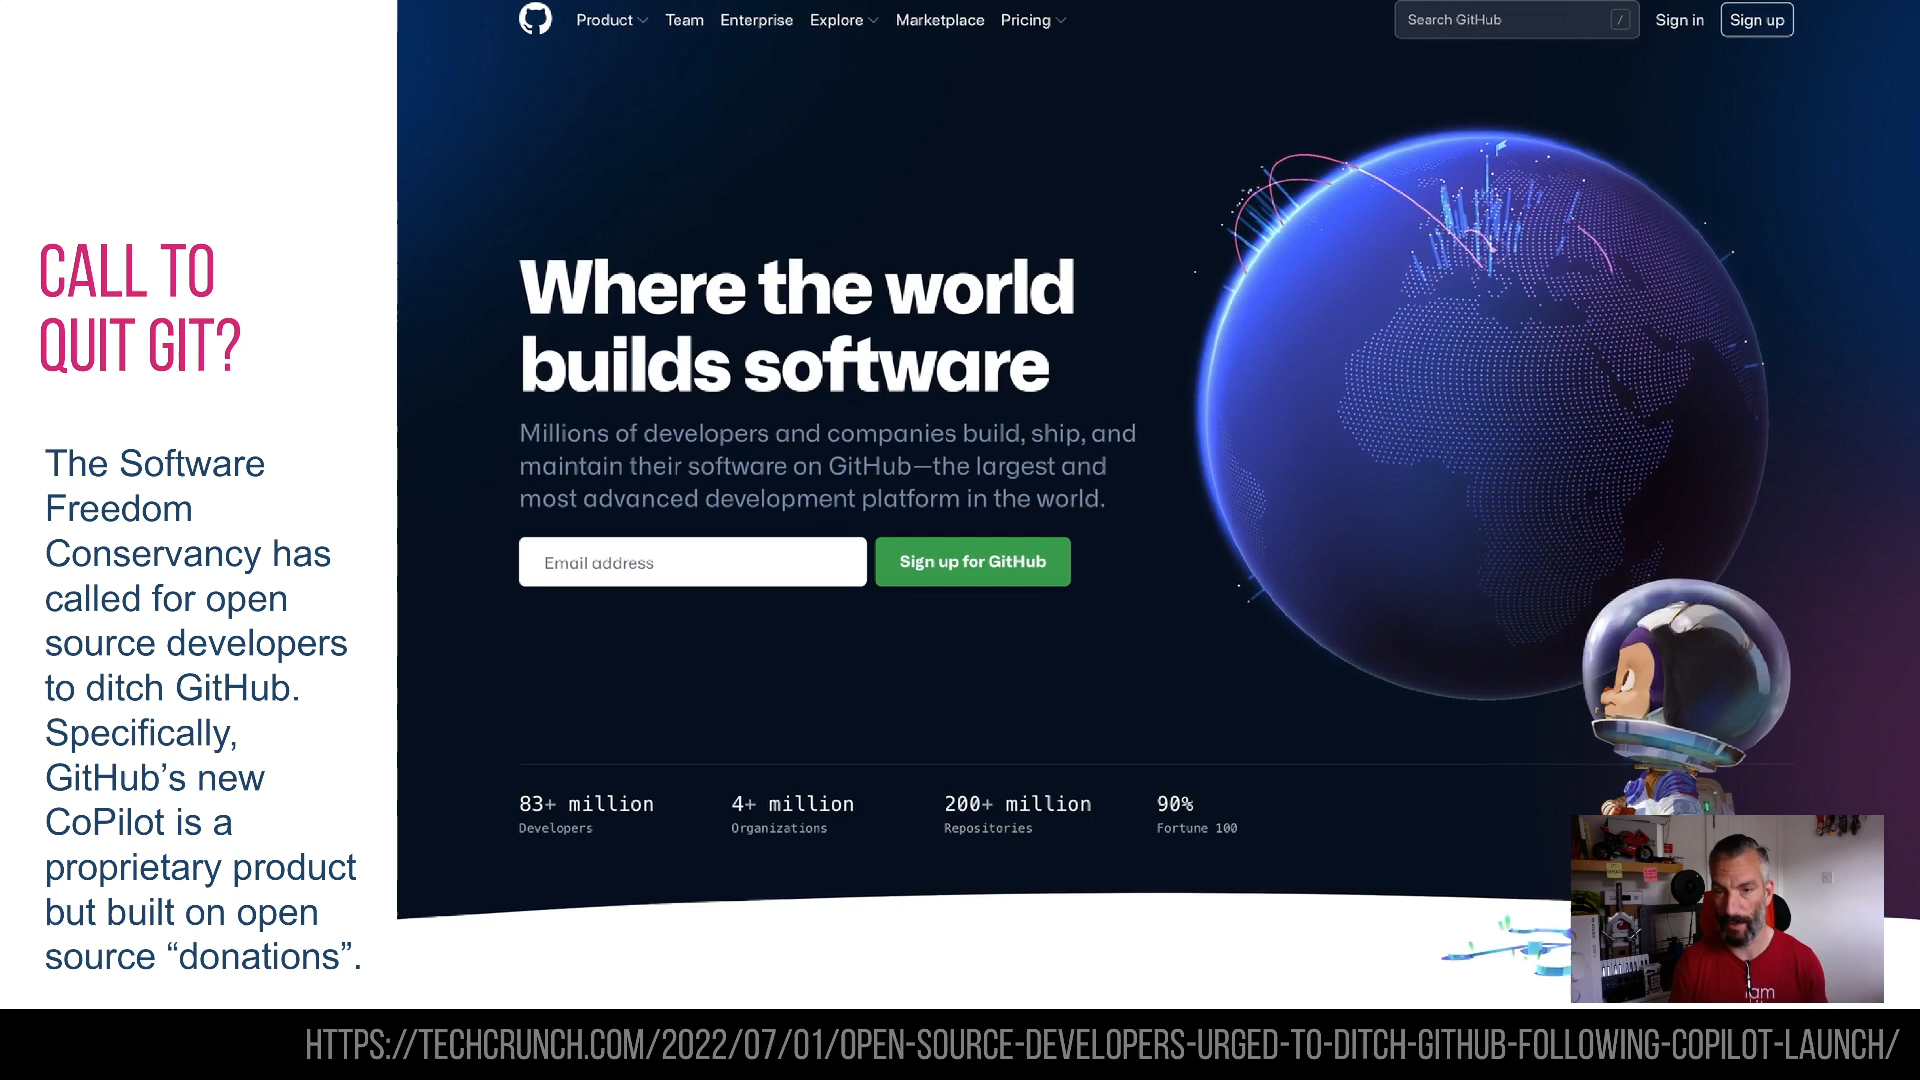 Product
Team
Enterprise
Explore
Marketplace
Pricing
Search GitHub
/
Sign in
Sign up
CALL TO
QUIT GIT?
The Software
Freedom
Conservancy has
called for open
source developers
to ditch GitHub.
Specifically,
GitHub’s new
CoPilot is a
proprietary product
but built on open
source “donations”.
Where the world
builds software
Millions of developers and companies build, ship, and
maintain their software on GitHub—the largest and
most advanced development platform in the world.
Email address
Sign up for GitHub
83+ million
Developers
4+ million
Organizations
200+ million
Repositories
90%
Fortune 100
HTTPS://TECHCRUNCH.COM/2022/07/01/OPEN-SOURCE-DEVELOPERS-URGED-TO-DITCH-GITHUB-FOLLOWING-COPILOT-LAUNCH/